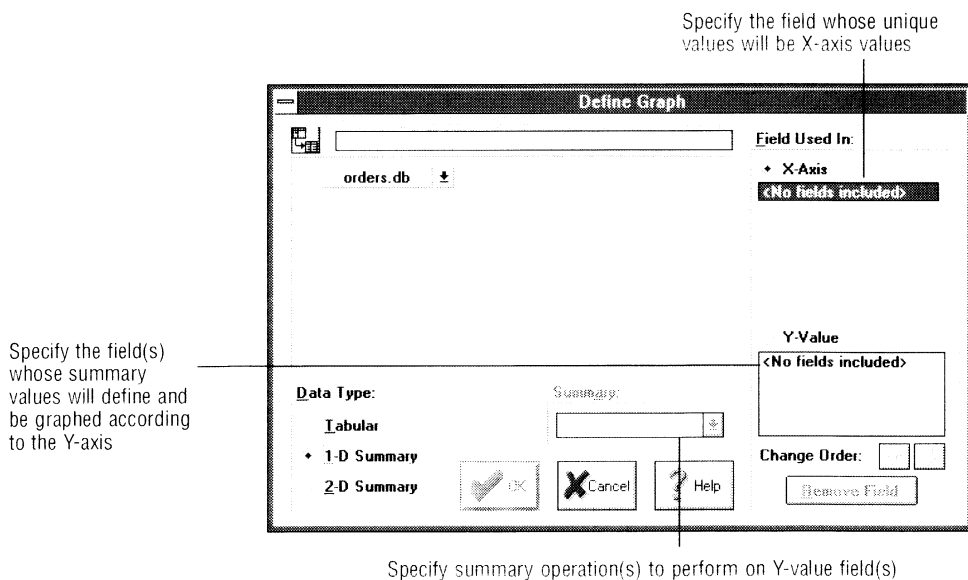 Specify the field whose unique
values will be X-axis values
Define Graph
orders.db
Field Used In:
X-Axis
<No fields included>
Specify the field(s)
whose summary
values will define and
be graphed according
to the Y-axis
Y-Value
<No fields included>
Data Type:
Summary:
Tabular
1-D Summary
2-D Summary
OK
Cancel
? Help
Change Order:
Remove Field
Specify summary operation(s) to perform on Y-value field(s)